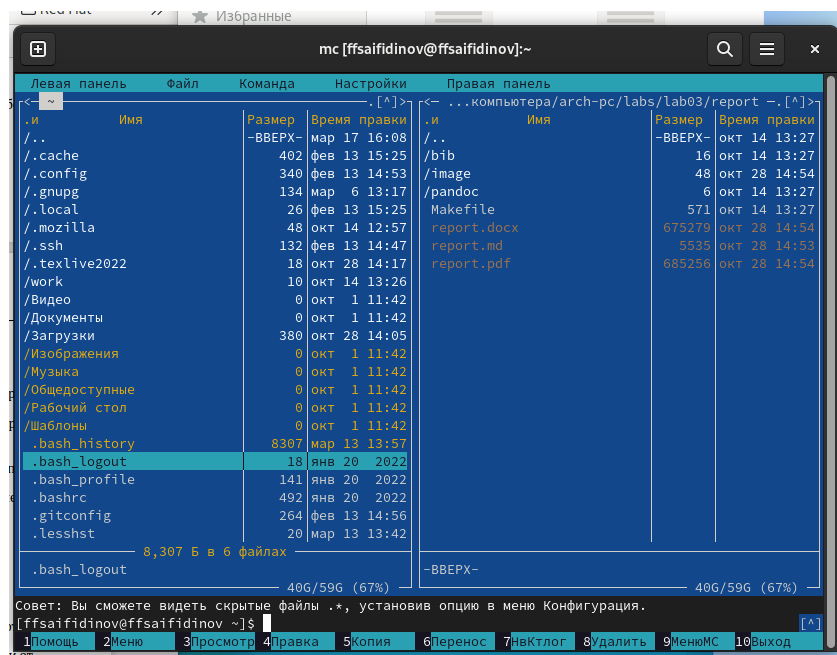 Избранные
mc [ffsaifidinov@ffsaifidinov]:~
Левая панель Файл Команда Настройки Правая панель
<— ~ .[^]>
.и Имя Размер Время правки
/.. -ВВЕРХ- мар 17 16:08
/.cache 402 фев 13 15:25
/.config 340 фев 13 14:53
/.gnupg 134 мар 6 13:17
/.local 26 фев 13 15:25
/.mozilla 48 окт 14 12:57
/.ssh 132 фев 13 14:47
/.texlive2022 18 окт 28 14:17
/work 10 окт 14 13:26
/Видео 0 окт 1 11:42
/Документы 0 окт 1 11:42
/Загрузки 380 окт 28 14:05
/Изображения 0 окт 1 11:42
/Музыка 0 окт 1 11:42
/Общедоступные 0 окт 1 11:42
/Рабочий стол 0 окт 1 11:42
/Шаблоны 0 окт 1 11:42
.bash_history 8307 мар 13 13:57
.bash_logout 18 янв 20 2022
.bash_profile 141 янв 20 2022
.bashrc 492 янв 20 2022
.gitconfig 264 фев 13 14:56
.lesshst 20 мар 13 13:42
8,307 Б в 6 файлах
.bash_logout
40G/59G (67%)
<— ...компьютера/arch-pc/labs/lab03/report —.[^]>
.и Имя Размер Время правки
/.. -ВВЕРХ- окт 14 13:27
/bib 16 окт 14 13:27
/image 48 окт 28 14:54
/pandoc 6 окт 14 13:27
Makefile 571 окт 14 13:27
report.docx 675279 окт 28 14:54
report.md 5535 окт 28 14:53
report.pdf 685256 окт 28 14:54
-ВВЕРХ-
40G/59G (67%)
Совет: Вы сможете видеть скрытые файлы .*, установив опцию в меню Конфигурация.
[ffsaifidinov@ffsaifidinov ~]$ [^]
1Помощь 2Меню 3Просмотр 4Правка 5Копия 6Перенос 7НвКтлог 8Удалить 9МенюMC 10Выход